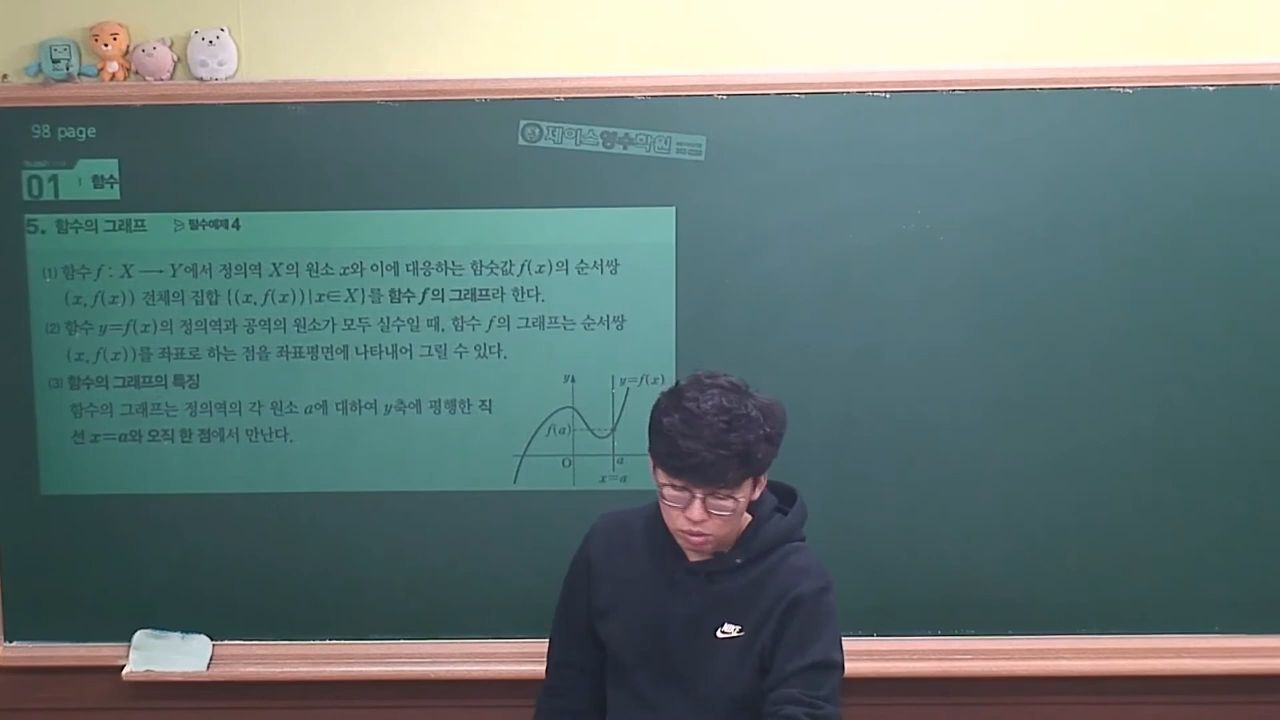 98 page
제이스영수학원
01 함수
5. 함수의 그래프 ▷ 필수예제 4
(1) 함수 f : X ─→ Y에서 정의역 X의 원소 x와 이에 대응하는 함숫값 f(x)의 순서쌍
(x, f(x)) 전체의 집합 {(x, f(x))|x∈X}를 함수 f의 그래프라 한다.
(2) 함수 y=f(x)의 정의역과 공역의 원소가 모두 실수일 때, 함수 f의 그래프는 순서쌍
(x, f(x))를 좌표로 하는 점을 좌표평면에 나타내어 그릴 수 있다.
(3) 함수의 그래프의 특징
함수의 그래프는 정의역의 각 원소 a에 대하여 y축에 평행한 직
선 x=a와 오직 한 점에서 만난다.
y
y=f(x)
f(a)
O
a
x=a
NIKE